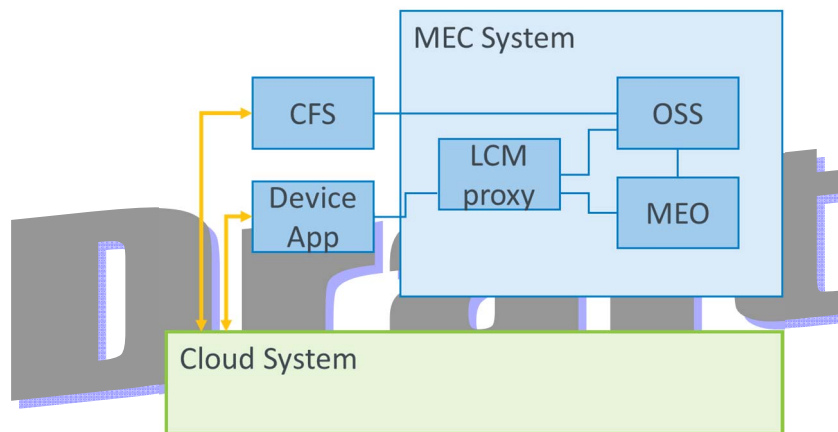 MEC System
CFS
OSS
LCM
proxy
Device
App
MEO
Draft
Cloud System